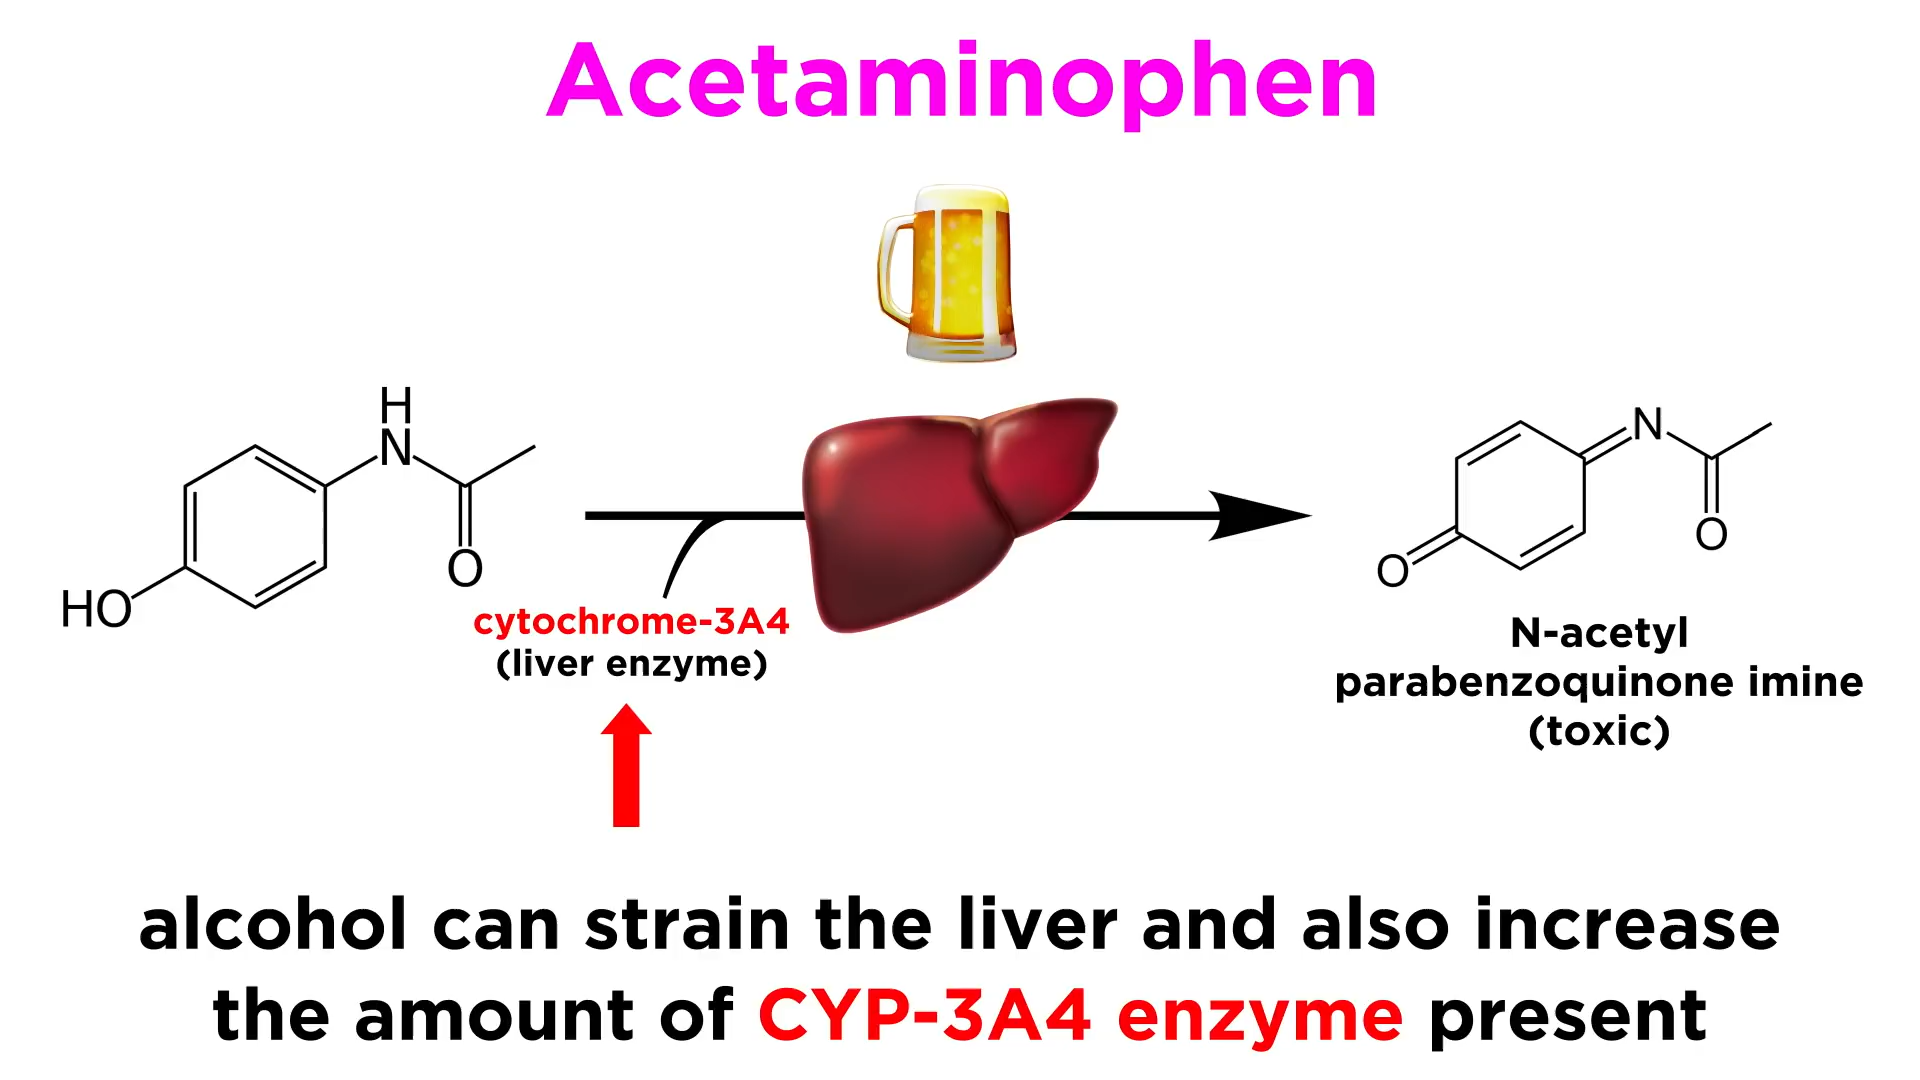 Acetaminophen
H
N
O
HO
cytochrome-3A4
(liver enzyme)
N
O
O
N-acetyl
parabenzoquinone imine
(toxic)
alcohol can strain the liver and also increase
the amount of CYP-3A4 enzyme present